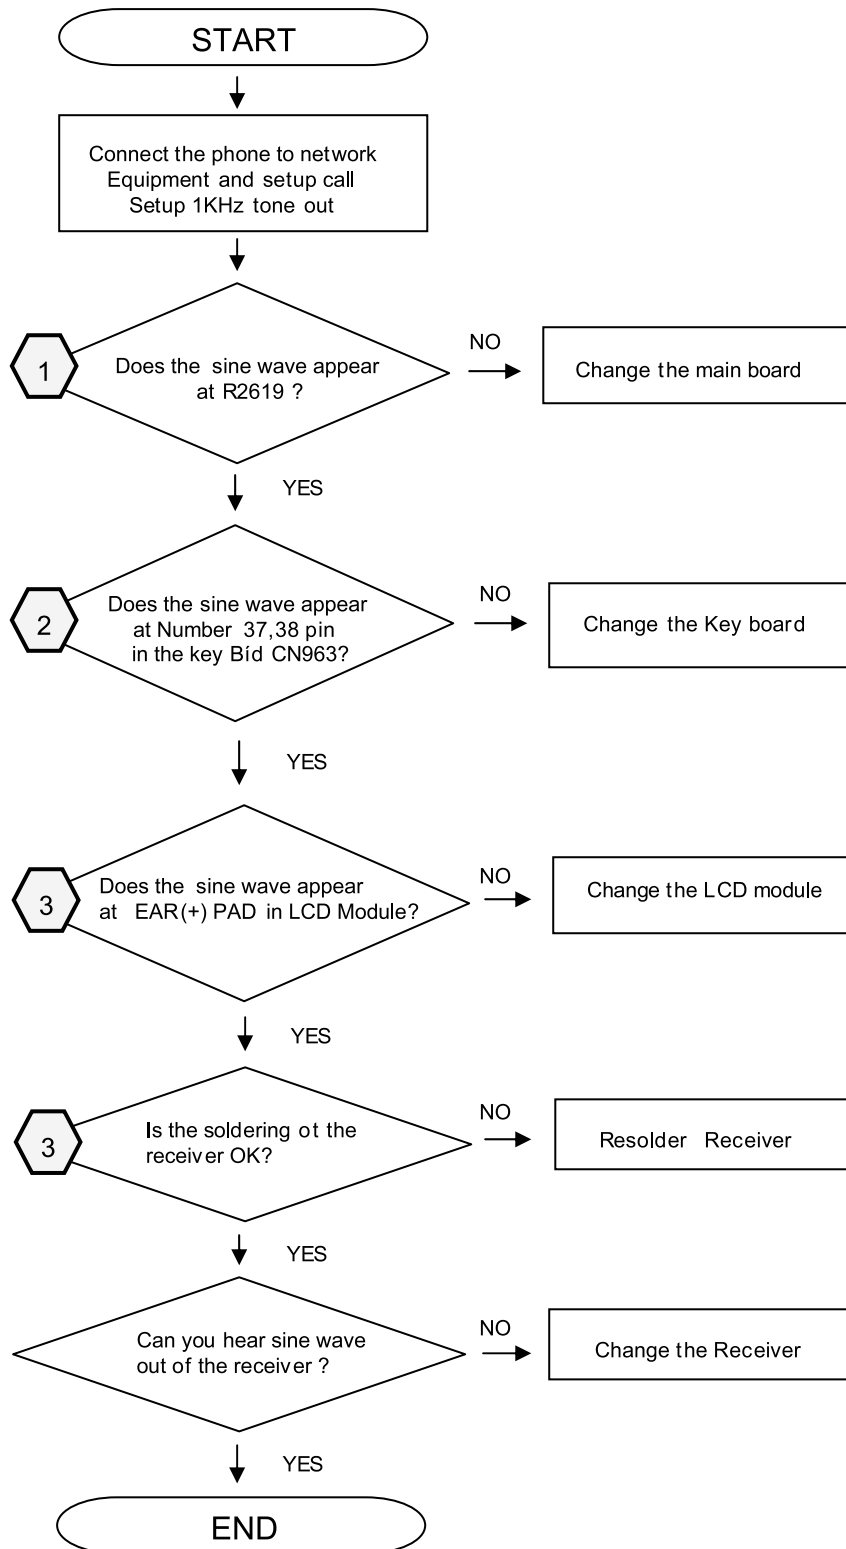 START
Connect the phone to network
Equipment and setup call
Setup 1KHz tone out
1
Does the sine wave appear
at R2619 ?
NO
Change the main board
YES
2
Does the sine wave appear
at Number 37,38 pin
in the key Bíd CN963?
NO
Change the Key board
YES
3
Does the sine wave appear
at EAR(+) PAD in LCD Module?
NO
Change the LCD module
YES
3
Is the soldering ot the
receiver OK?
NO
Resolder Receiver
YES
Can you hear sine wave
out of the receiver ?
NO
Change the Receiver
YES
END